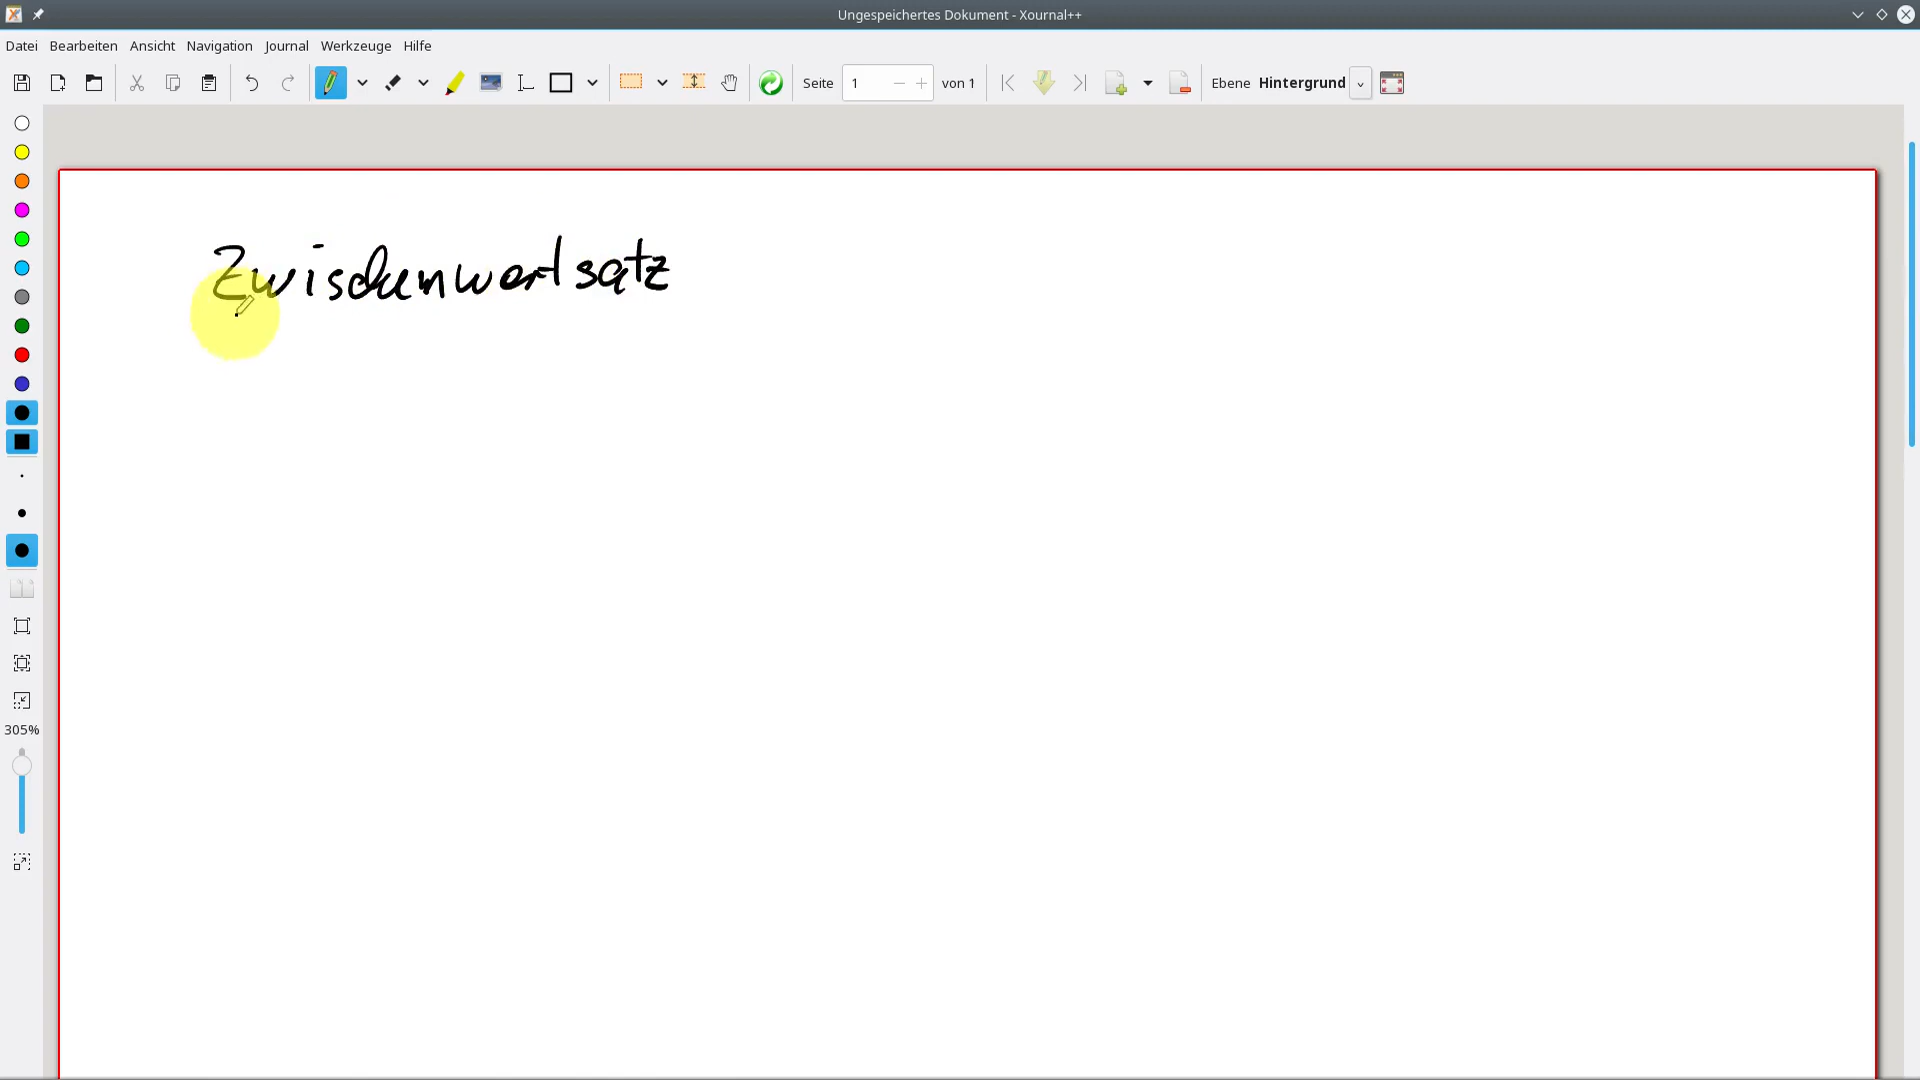 Ungespeichertes Dokument - Xournal++
Datei Bearbeiten Ansicht Navigation Journal Werkzeuge Hilfe
Seite 1 von 1 Ebene Hintergrund
Zwischenwertsatz
305%